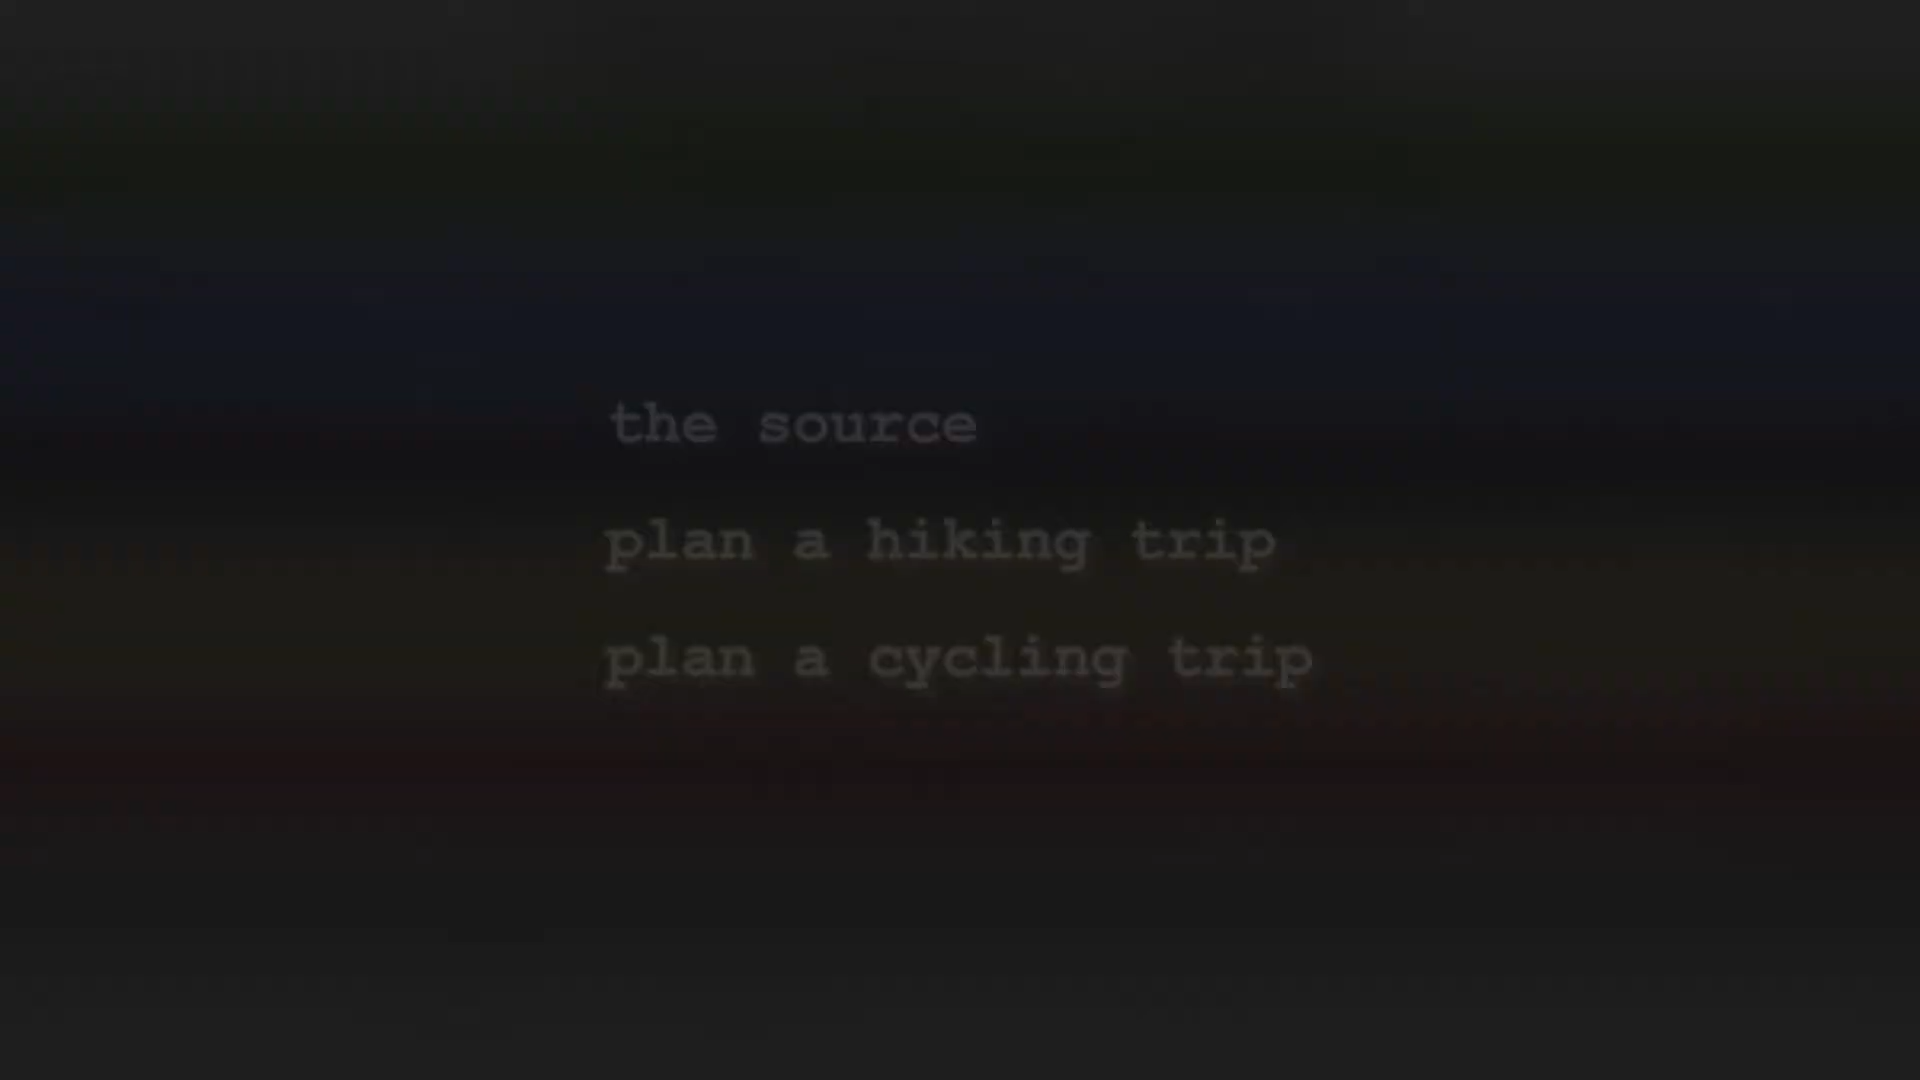 the source
plan a hiking trip
plan a cycling trip